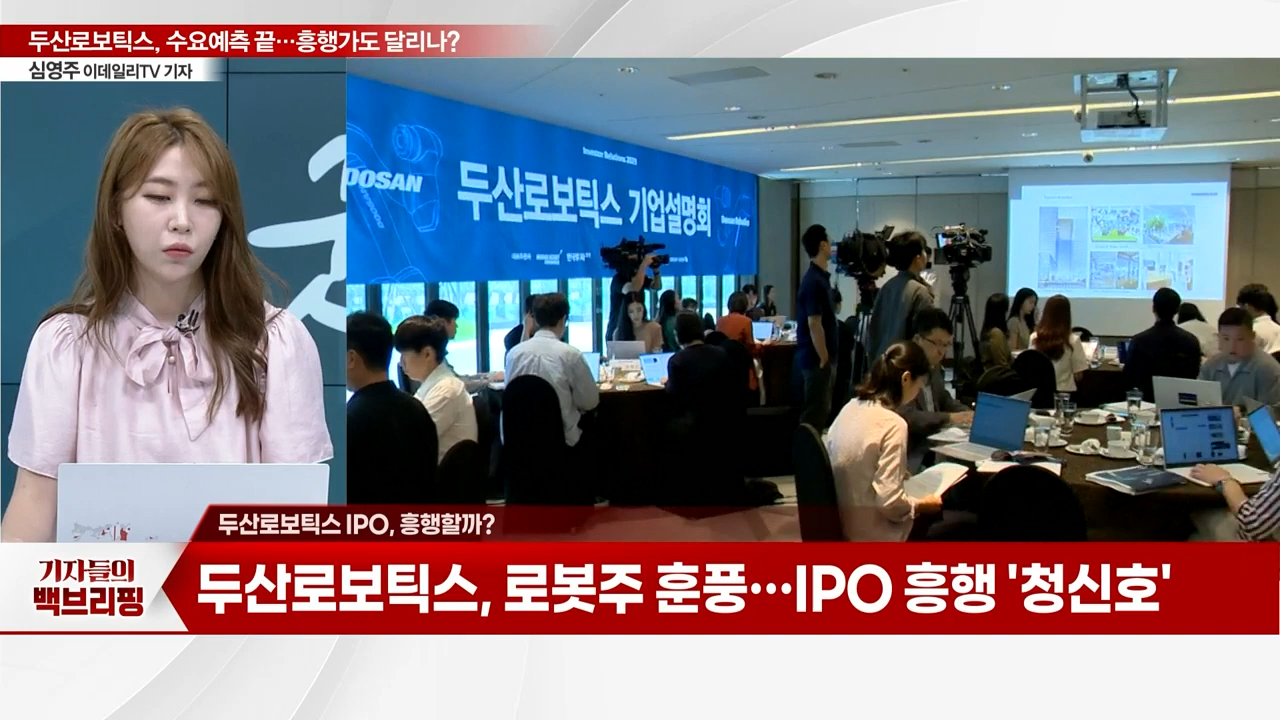 두산로보틱스, 수요예측 끝…흥행가도 달리나?
심영주 이데일리TV 기자
Investor Relations 2023
DOOSAN
두산로보틱스 기업설명회
두산로보틱스 IPO, 흥행할까?
기자들의
백브리핑
두산로보틱스, 로봇주 훈풍…IPO 흥행 '청신호'